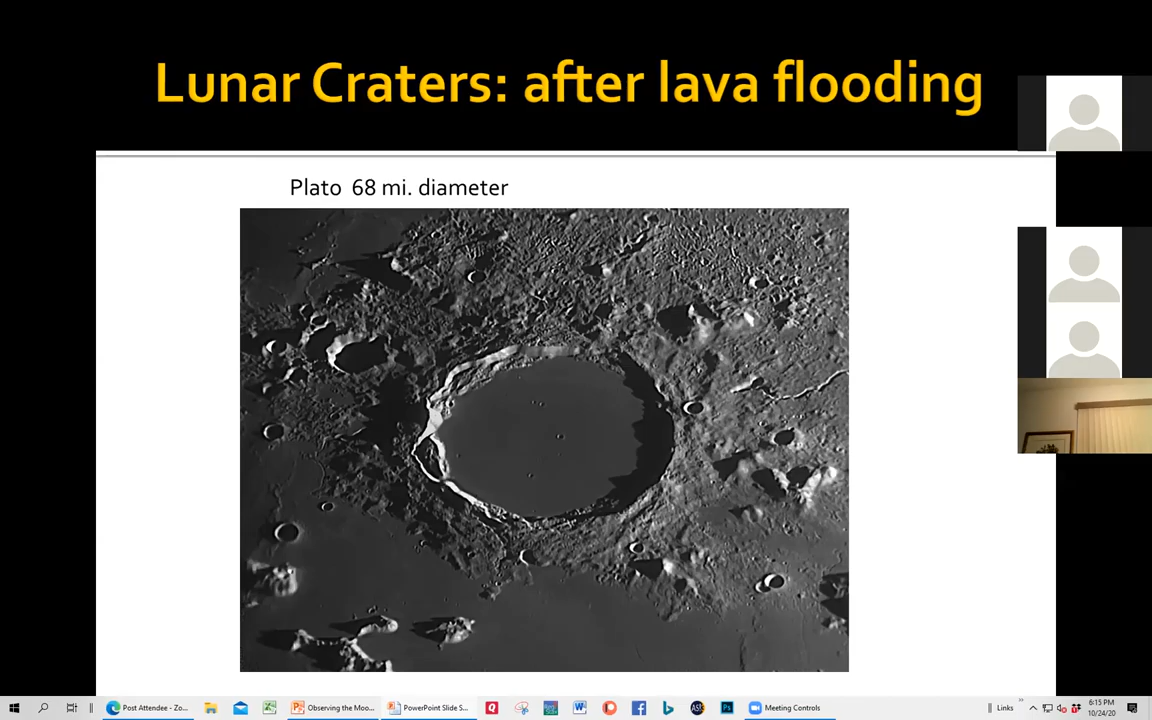 Lunar Craters: after lava flooding
Plato 68 mi. diameter
Post Attendee - Zo...
Observing the Moo...
PowerPoint Slide S...
Meeting Controls
Links
6:15 PM
10/24/20